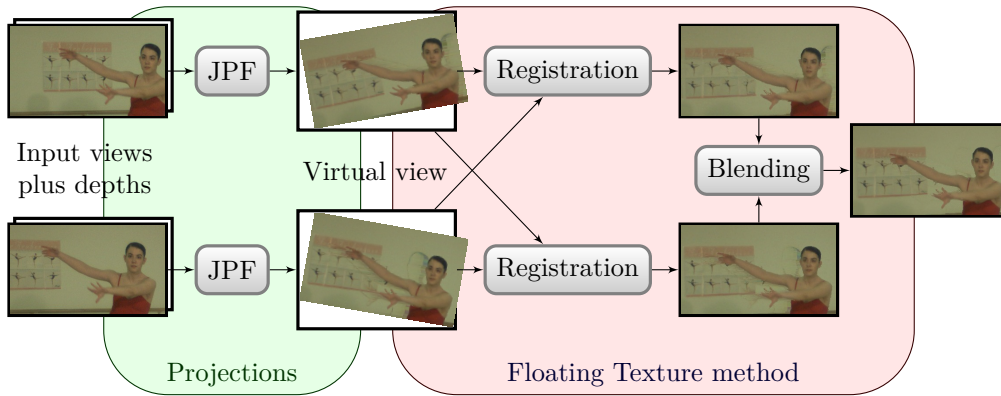 JPF
Registration
Input views
plus depths
Virtual view
Blending
JPF
Registration
Projections
Floating Texture method